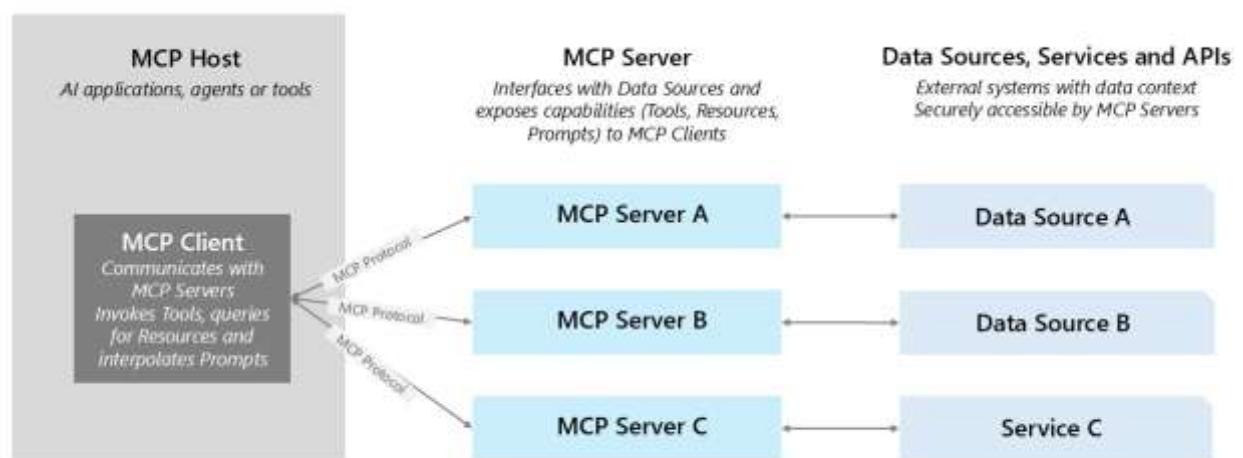 MCP Host
AI applications, agents or tools
MCP Client
Communicates with
MCP Servers
Invokes Tools, queries
for Resources and
interpolates Prompts
MCP Protocol
MCP Protocol
MCP Protocol
MCP Server
Interfaces with Data Sources and
exposes capabilities (Tools, Resources,
Prompts) to MCP Clients
MCP Server A
MCP Server B
MCP Server C
Data Sources, Services and APIs
External systems with data context
Securely accessible by MCP Servers
Data Source A
Data Source B
Service C